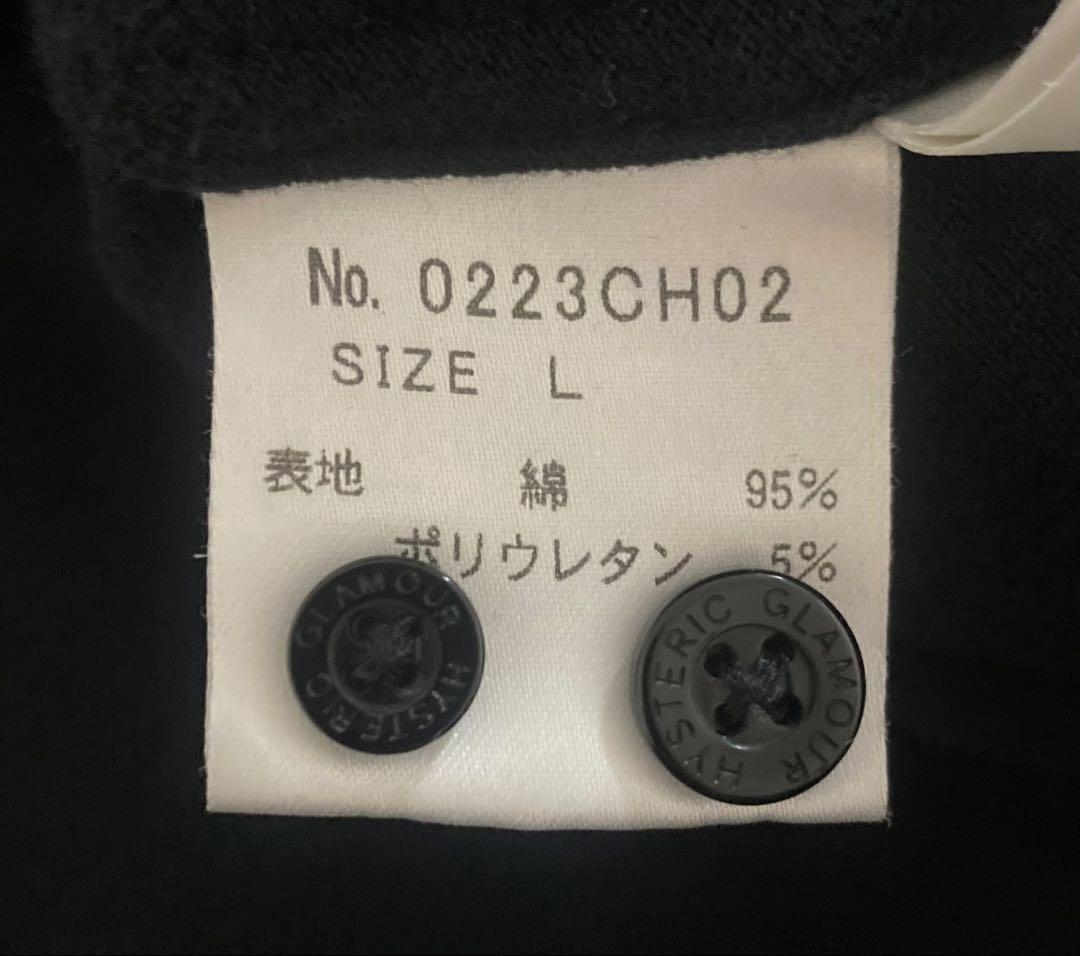 No. 0223CH02
SIZE L
表地 綿 95%
ポリウレタン 5%
HYSTERIC GLAMOUR
HYSTERIC GLAMOUR